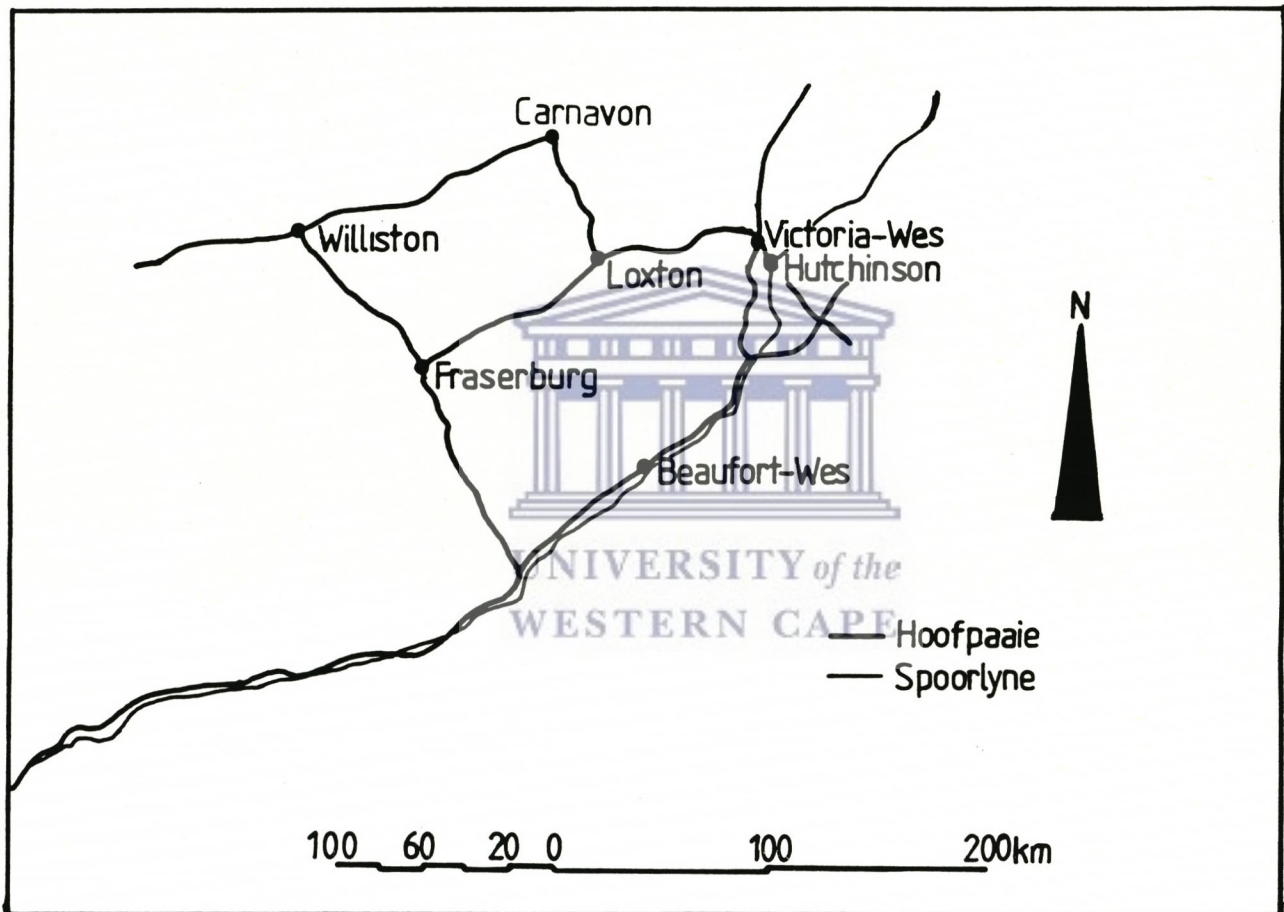 Carnavon
Williston
Victoria-Wes
Loxton
Hutchinson
N
Fraserburg
Beaufort-Wes
UNIVERSITY of the
WESTERN CAPE
Hoofpaaie
Spoorlyne
100 60 20 0 100 200km